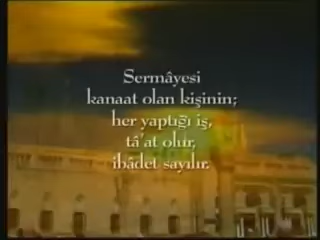 Sermâyesi
kanaat olan kişinin;
her yaptığı iş,
tâ'at olur,
ibâdet sayılır.